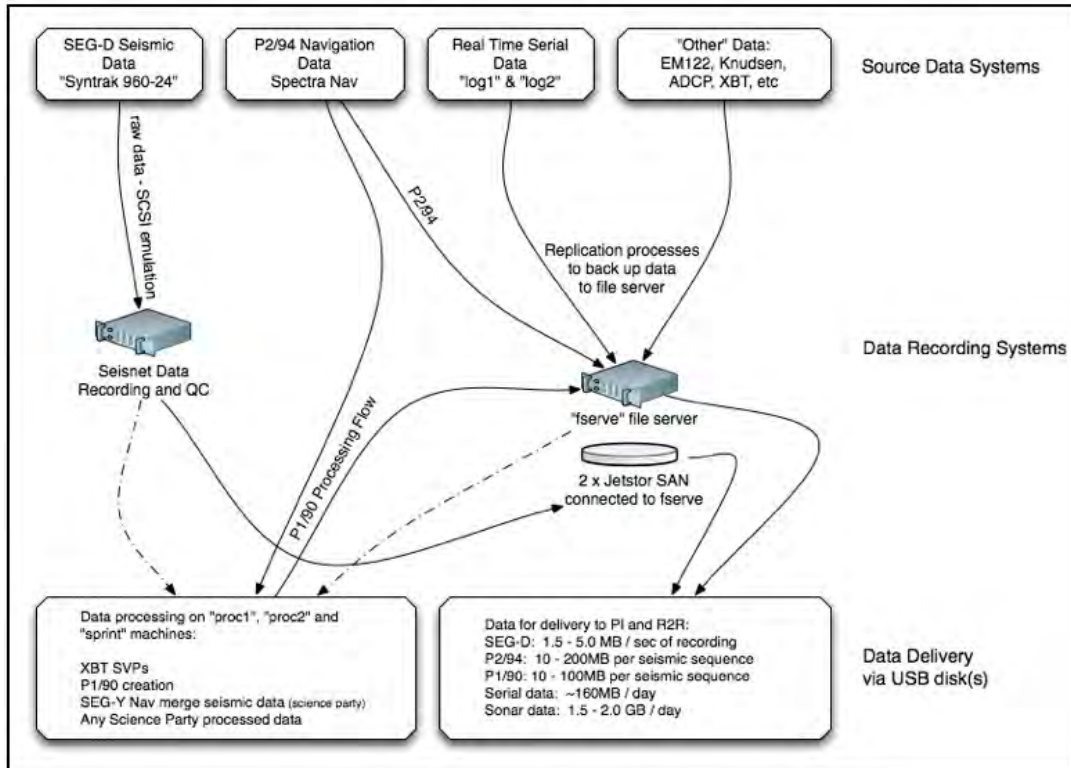 SEG-D Seismic
Data
"Syntrak 960-24"
P2/94 Navigation
Data
Spectra Nav
Real Time Serial
Data
"log1" & "log2"
"Other" Data:
EM122, Knudsen,
ADCP, XBT, etc
Source Data Systems
raw data - SCSI emulation
P2/94
Replication processes
to back up data
to file server
Seisnet Data
Recording and QC
Data Recording Systems
"fserve" file server
P1/90 Processing Flow
2 x Jetstor SAN
connected to fserve
Data processing on "proc1", "proc2" and
"sprint" machines:
XBT SVPs
P1/90 creation
SEG-Y Nav merge seismic data (science party)
Any Science Party processed data
Data for delivery to PI and R2R:
SEG-D: 1.5 - 5.0 MB / sec of recording
P2/94: 10 - 200MB per seismic sequence
P1/90: 10 - 100MB per seismic sequence
Serial data: ~160MB / day
Sonar data: 1.5 - 2.0 GB / day
Data Delivery
via USB disk(s)